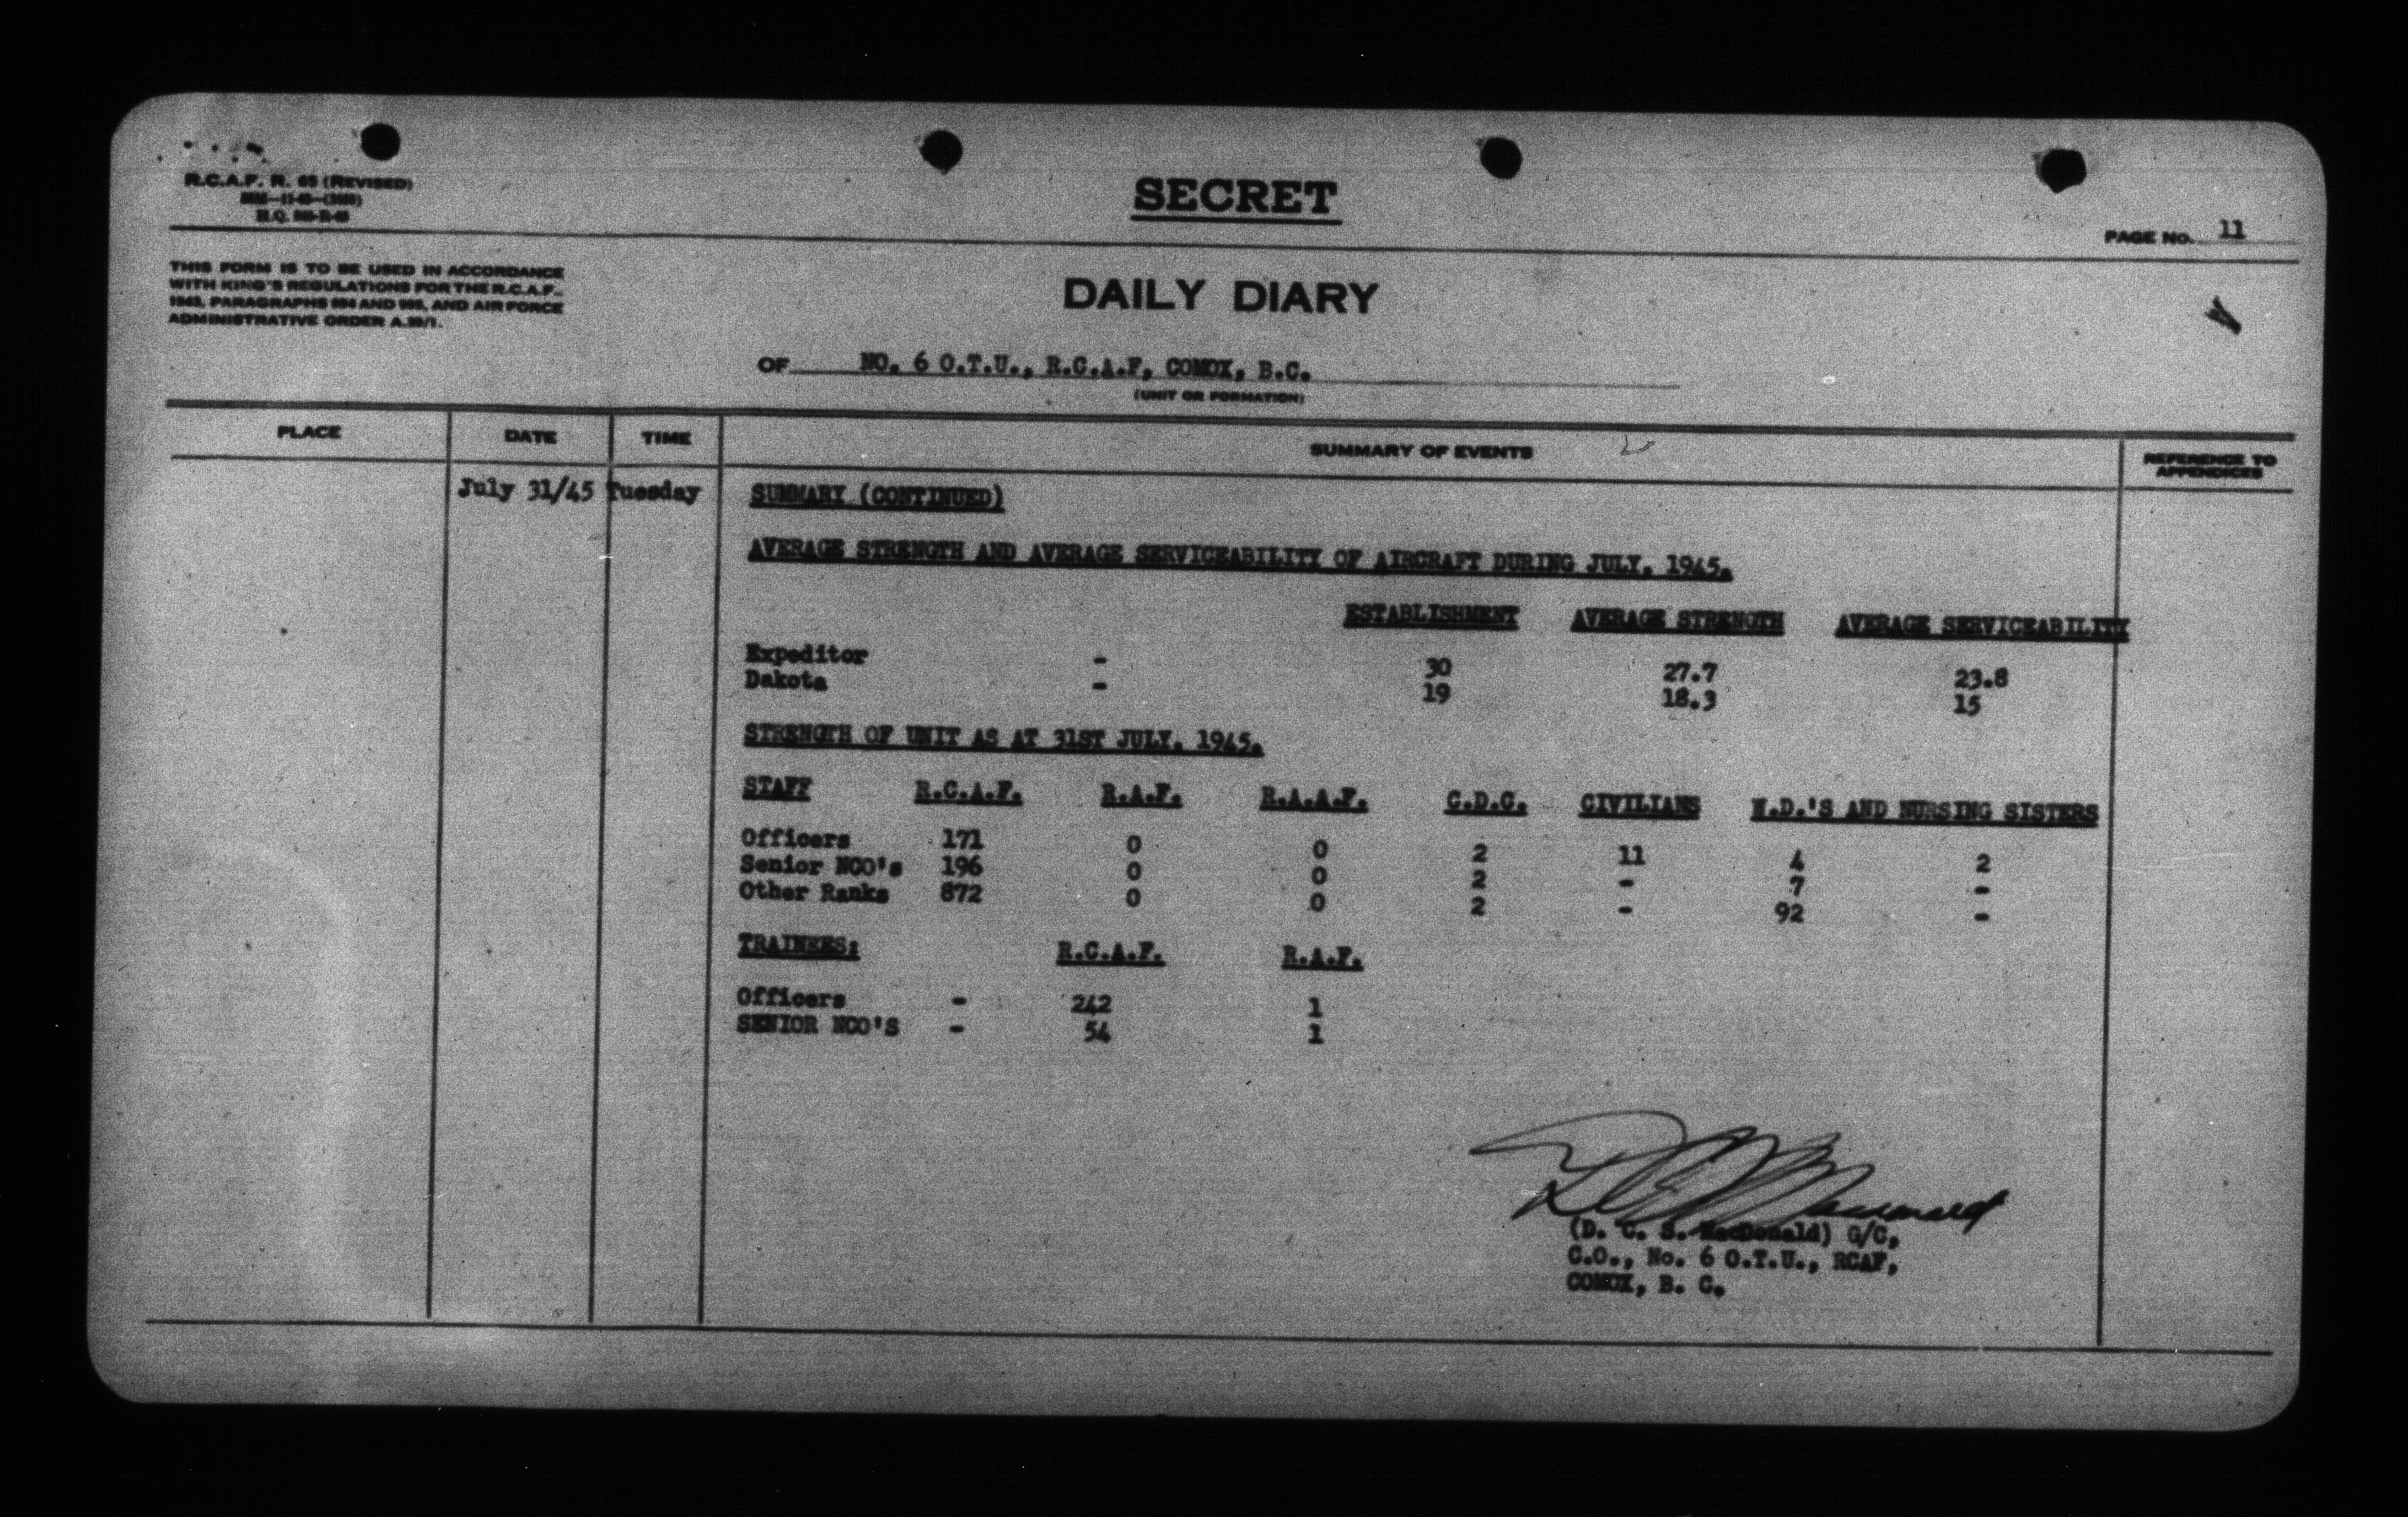 R.C.A.F. R. 65 (REVISED)
SECRET
PAGE No. 11
THIS FORM IS TO BE USED IN ACCORDANCE
WITH KING'S REGULATIONS FOR THE R.C.A.F.,
1943, PARAGRAPHS AND AND AIR FORCE
ADMINISTRATIVE ORDER
DAILY DIARY
OF NO. 6 O.T.U., R.C.A.F, COMOX, B.C.
(UNIT OR FORMATION)
PLACE DATE TIME SUMMARY OF EVENTS REFERENCE TO APPENDICES
July 31/45 Tuesday SUMMARY (CONTINUED)
AVERAGE STRENGTH AND AVERAGE SERVICEABILITY OF AIRCRAFT DURING JULY, 1945.
ESTABLISHMENT AVERAGE STRENGTH AVERAGE SERVICEABILITY
Expeditor - 30 27.7 23.8
Dakota - 19 18.3 15
STRENGTH OF UNIT AS AT 31ST JULY, 1945.
STAFF R.C.A.F. R.A.F. R.A.A.F. C.D.C. CIVILIANS W.D.'S AND NURSING SISTERS
Officers 171 0 0 2 11 4 2
Senior NCO's 196 0 0 2 - 7 -
Other Ranks 872 0 0 2 - 92 -
TRAINEES: R.C.A.F. R.A.F.
Officers - 242 1
SENIOR NCO'S - 54 1
(D. C. S. MacDonald) G/C,
C.O., No. 6 O.T.U., RCAF,
COMOX, B. C.